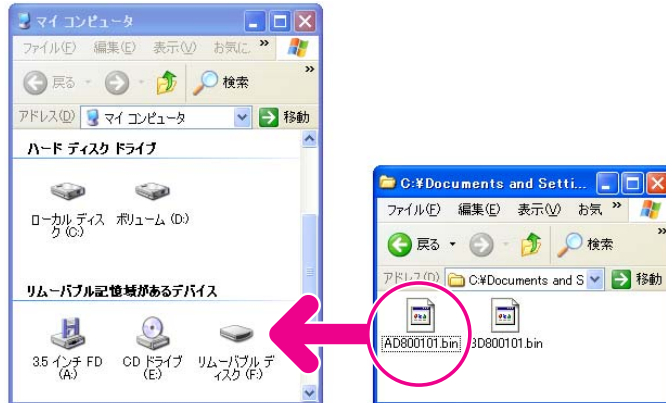 マイ コンピュータ
ファイル(F) 編集(E) 表示(V) お気に. »
戻る 検索 »
アドレス(D) マイ コンピュータ 移動
ハード ディスク ドライブ
ローカル ディス
ク (C:)
ボリューム (D:)
リムーバブル記憶域があるデバイス
3.5 インチ FD
(A:)
CD ドライブ
(E:)
リムーバブル デ
ィスク (F:)
C:¥Documents and Setti...
ファイル(F) 編集(E) 表示(V) お気 »
戻る 検索 »
アドレス(D) C:¥Documents and S 移動
AD800101.bin